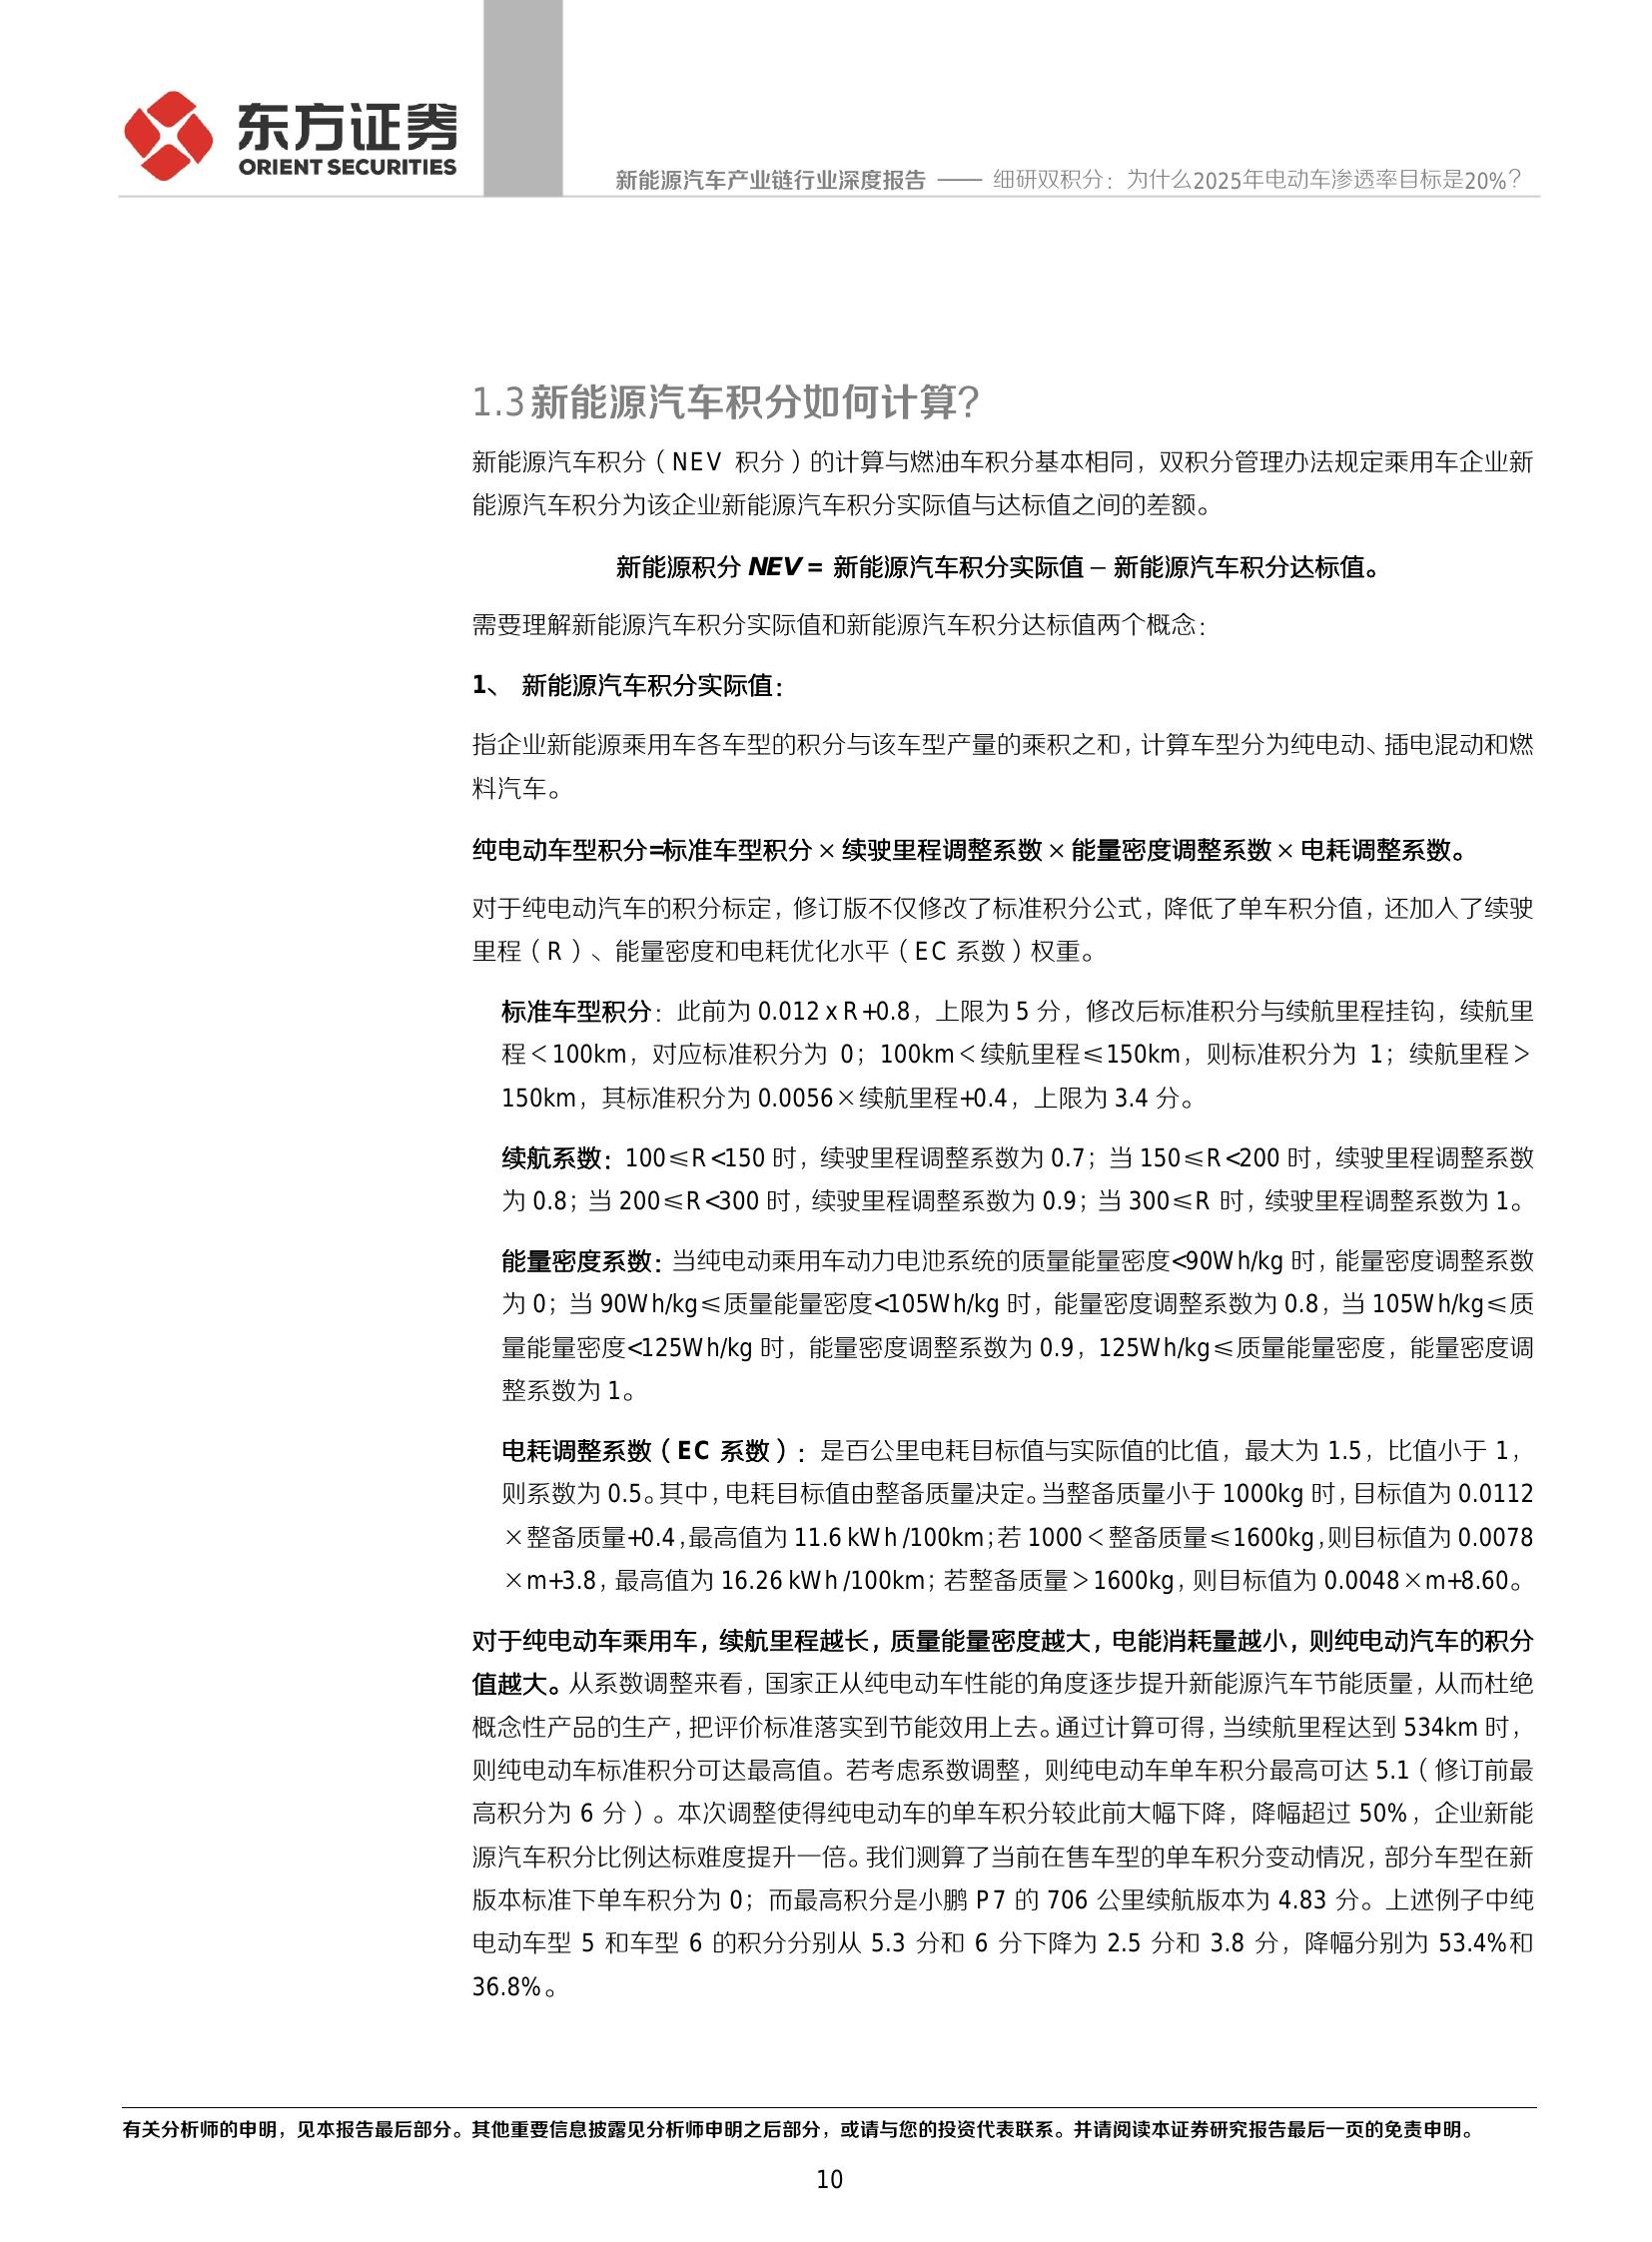 东方证券
ORIENT SECURITIES
新能源汽车产业链行业深度报告 —— 细研双积分：为什么2025年电动车渗透率目标是20%？
1.3新能源汽车积分如何计算？
新能源汽车积分（NEV 积分）的计算与燃油车积分基本相同，双积分管理办法规定乘用车企业新
能源汽车积分为该企业新能源汽车积分实际值与达标值之间的差额。
新能源积分 NEV = 新能源汽车积分实际值 – 新能源汽车积分达标值。
需要理解新能源汽车积分实际值和新能源汽车积分达标值两个概念：
1、 新能源汽车积分实际值：
指企业新能源乘用车各车型的积分与该车型产量的乘积之和，计算车型分为纯电动、插电混动和燃
料汽车。
纯电动车型积分=标准车型积分×续驶里程调整系数×能量密度调整系数×电耗调整系数。
对于纯电动汽车的积分标定，修订版不仅修改了标准积分公式，降低了单车积分值，还加入了续驶
里程（R）、能量密度和电耗优化水平（EC 系数）权重。
标准车型积分：此前为 0.012 x R+0.8，上限为 5 分，修改后标准积分与续航里程挂钩，续航里
程＜100km，对应标准积分为 0；100km＜续航里程≤150km，则标准积分为 1；续航里程＞
150km，其标准积分为 0.0056×续航里程+0.4，上限为 3.4 分。
续航系数：100≤R<150 时，续驶里程调整系数为 0.7；当 150≤R<200 时，续驶里程调整系数
为 0.8；当 200≤R<300 时，续驶里程调整系数为 0.9；当 300≤R 时，续驶里程调整系数为 1。
能量密度系数：当纯电动乘用车动力电池系统的质量能量密度<90Wh/kg 时，能量密度调整系数
为 0；当 90Wh/kg≤质量能量密度<105Wh/kg 时，能量密度调整系数为 0.8，当 105Wh/kg≤质
量能量密度<125Wh/kg 时，能量密度调整系数为 0.9，125Wh/kg≤质量能量密度，能量密度调
整系数为 1。
电耗调整系数（EC 系数）：是百公里电耗目标值与实际值的比值，最大为 1.5，比值小于 1，
则系数为 0.5。其中，电耗目标值由整备质量决定。当整备质量小于 1000kg 时，目标值为 0.0112
×整备质量+0.4，最高值为 11.6 kWh /100km；若 1000＜整备质量≤1600kg，则目标值为 0.0078
×m+3.8，最高值为 16.26 kWh /100km；若整备质量＞1600kg，则目标值为 0.0048×m+8.60。
对于纯电动车乘用车，续航里程越长，质量能量密度越大，电能消耗量越小，则纯电动汽车的积分
值越大。从系数调整来看，国家正从纯电动车性能的角度逐步提升新能源汽车节能质量，从而杜绝
概念性产品的生产，把评价标准落实到节能效用上去。通过计算可得，当续航里程达到 534km 时，
则纯电动车标准积分可达最高值。若考虑系数调整，则纯电动车单车积分最高可达 5.1（修订前最
高积分为 6 分）。本次调整使得纯电动车的单车积分较此前大幅下降，降幅超过 50%，企业新能
源汽车积分比例达标难度提升一倍。我们测算了当前在售车型的单车积分变动情况，部分车型在新
版本标准下单车积分为 0；而最高积分是小鹏 P7 的 706 公里续航版本为 4.83 分。上述例子中纯
电动车型 5 和车型 6 的积分分别从 5.3 分和 6 分下降为 2.5 分和 3.8 分，降幅分别为 53.4%和
36.8%。
有关分析师的申明，见本报告最后部分。其他重要信息披露见分析师申明之后部分，或请与您的投资代表联系。并请阅读本证券研究报告最后一页的免责申明。
10